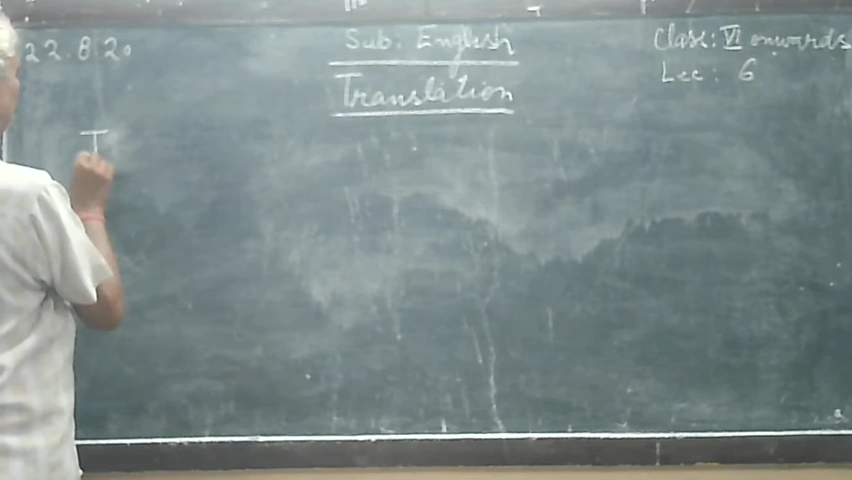 22.8.20
Sub: English
Class: VI onwards
Translation
Lec: 6
T